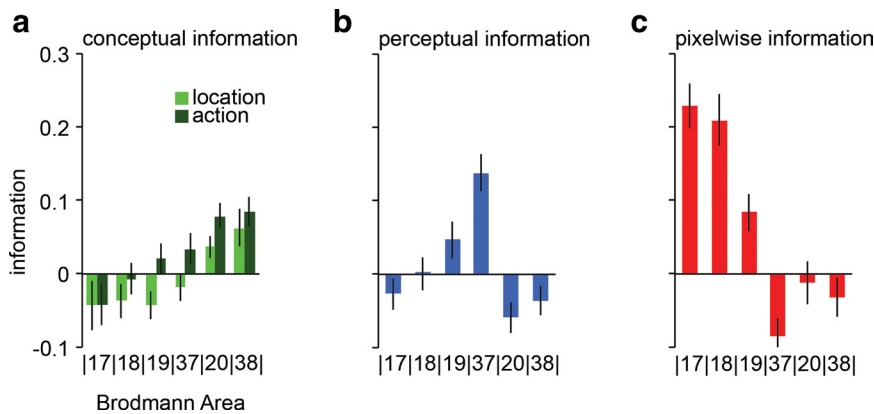 a
conceptual information
0.3
0.2
0.1
0
-0.1
information
location
action
|17|18|19|37|20|38|
Brodmann Area
b
perceptual information
|17|18|19|37|20|38|
c
pixelwise information
|17|18|19|37|20|38|